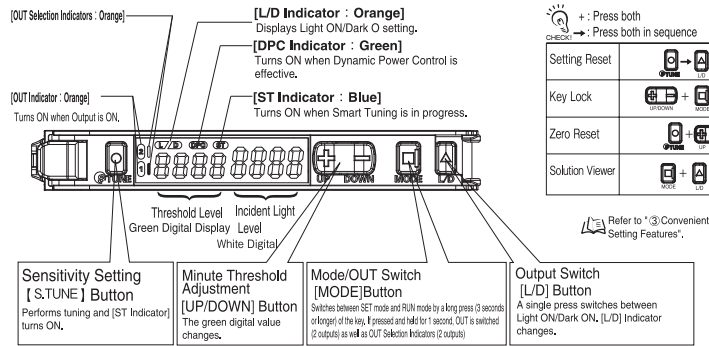 [OUT Selection Indicators : Orange]
[L/D Indicator : Orange]
Displays Light ON/Dark O setting.
[DPC Indicator : Green]
Turns ON when Dynamic Power Control is
effective.
[OUT Indicator : Orange]
Turns ON when Output is ON.
[ST Indicator : Blue]
Turns ON when Smart Tuning is in progress.
CHECK!
+ : Press both
→ : Press both in sequence
Setting Reset
TUNE
L/D
Key Lock
UP/DOWN
+
MODE
Zero Reset
+
UP
Solution Viewer
MODE
+
L/D
Refer to "③Convenient
Setting Features".
1 2 L/D DPC ST
TUNE UP DOWN MODE L/D
Threshold Level
Green Digital Display
Incident Light
Level
White Digital
Sensitivity Setting
[ S.TUNE ] Button
Performs tuning and [ST Indicator]
turns ON.
Minute Threshold
Adjustment
[UP/DOWN] Button
The green digital value
changes.
Mode/OUT Switch
[MODE]Button
Switches between SET mode and RUN mode by a long press (3 seconds
or longer) of the key. If pressed and held for 1 second, OUT is switched
(2 outputs) as well as OUT Selection Indicators (2 outputs)
Output Switch
[L/D] Button
A single press switches between
Light ON/Dark ON. [L/D] Indicator
changes.